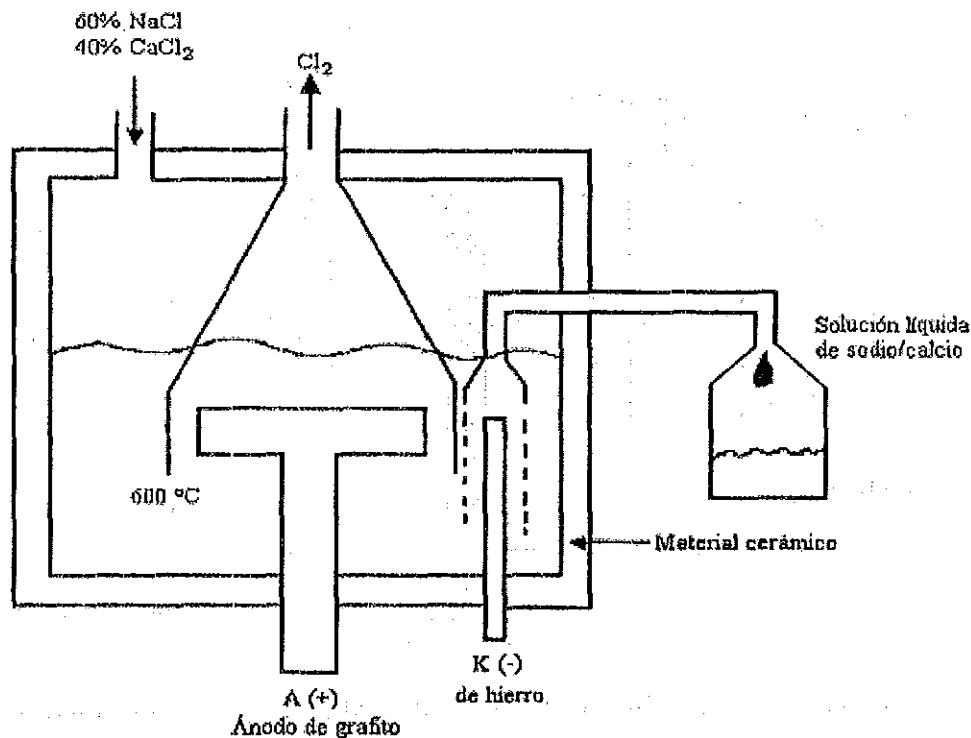 60% NaCl
40% CaCl₂
Cl₂
Solución líquida
de sodio/calcio
600 °C
Material cerámico
A (+)
Ánodo de grafito
K (-)
de hierro